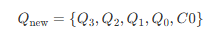 Q_new = {Q_3, Q_2, Q_1, Q_0, C0}